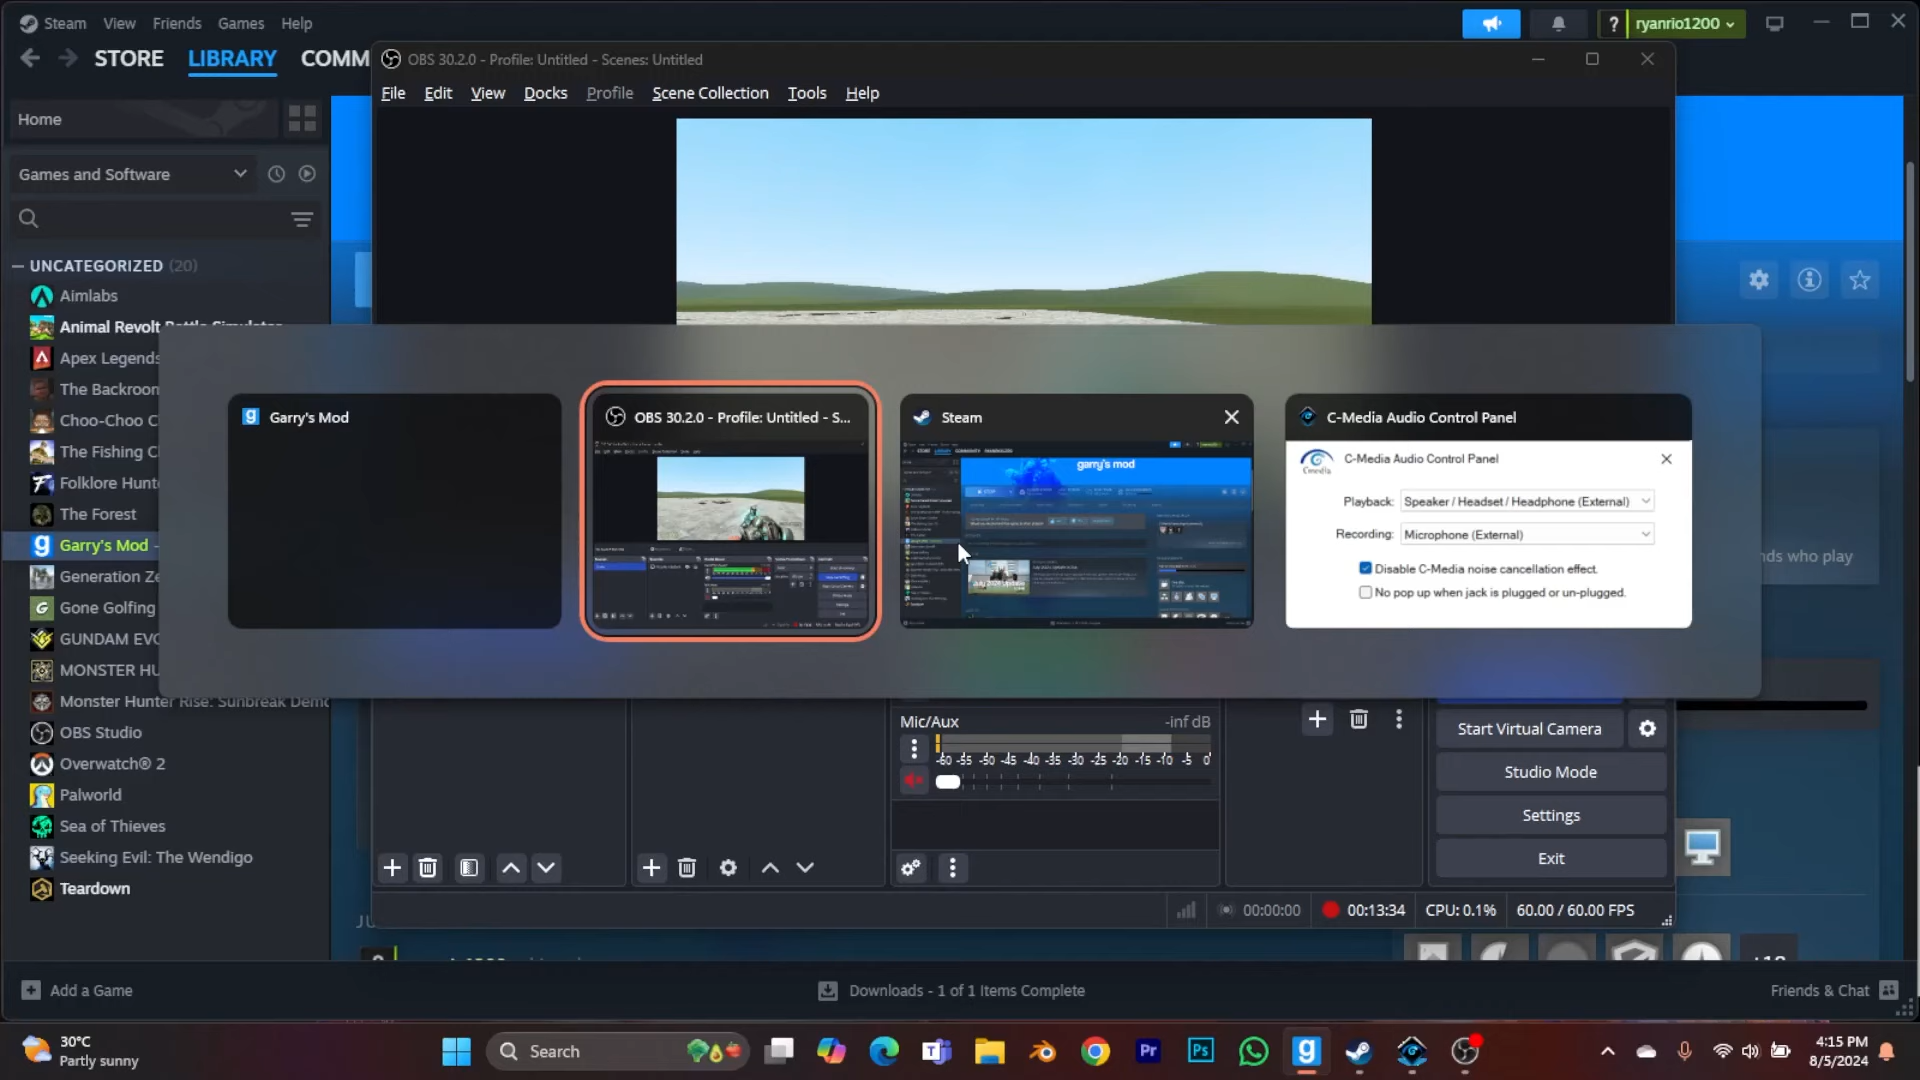 Steam View Friends Games Help
? ryanrio1200
STORE LIBRARY COMM
OBS 30.2.0 - Profile: Untitled - Scenes: Untitled
File Edit View Docks Profile Scene Collection Tools Help
Home
Games and Software
UNCATEGORIZED (20)
Aimlabs
Animal Revolt Battle Simulator
Apex Legends
The Backroom
Choo-Choo C
The Fishing C
Folklore Hunt
The Forest
Garry's Mod -
Generation Ze
Gone Golfing
GUNDAM EVO
MONSTER HU
Monster Hunter Rise: Sunbreak Demo
OBS Studio
Overwatch® 2
Palworld
Sea of Thieves
Seeking Evil: The Wendigo
Teardown
Garry's Mod
OBS 30.2.0 - Profile: Untitled - S...
Steam
garry's mod
C-Media Audio Control Panel
C-Media Audio Control Panel
Playback: Speaker / Headset / Headphone (External)
Recording: Microphone (External)
Disable C-Media noise cancellation effect.
No pop up when jack is plugged or un-plugged.
nds who play
Mic/Aux -inf dB
-60 -55 -50 -45 -40 -35 -30 -25 -20 -15 -10 -5 0
Start Virtual Camera
Studio Mode
Settings
Exit
00:00:00 00:13:34 CPU: 0.1% 60.00 / 60.00 FPS
JU
Add a Game
Downloads - 1 of 1 Items Complete
Friends & Chat
30°C
Partly sunny
Search
Pr
Ps
4:15 PM
8/5/2024